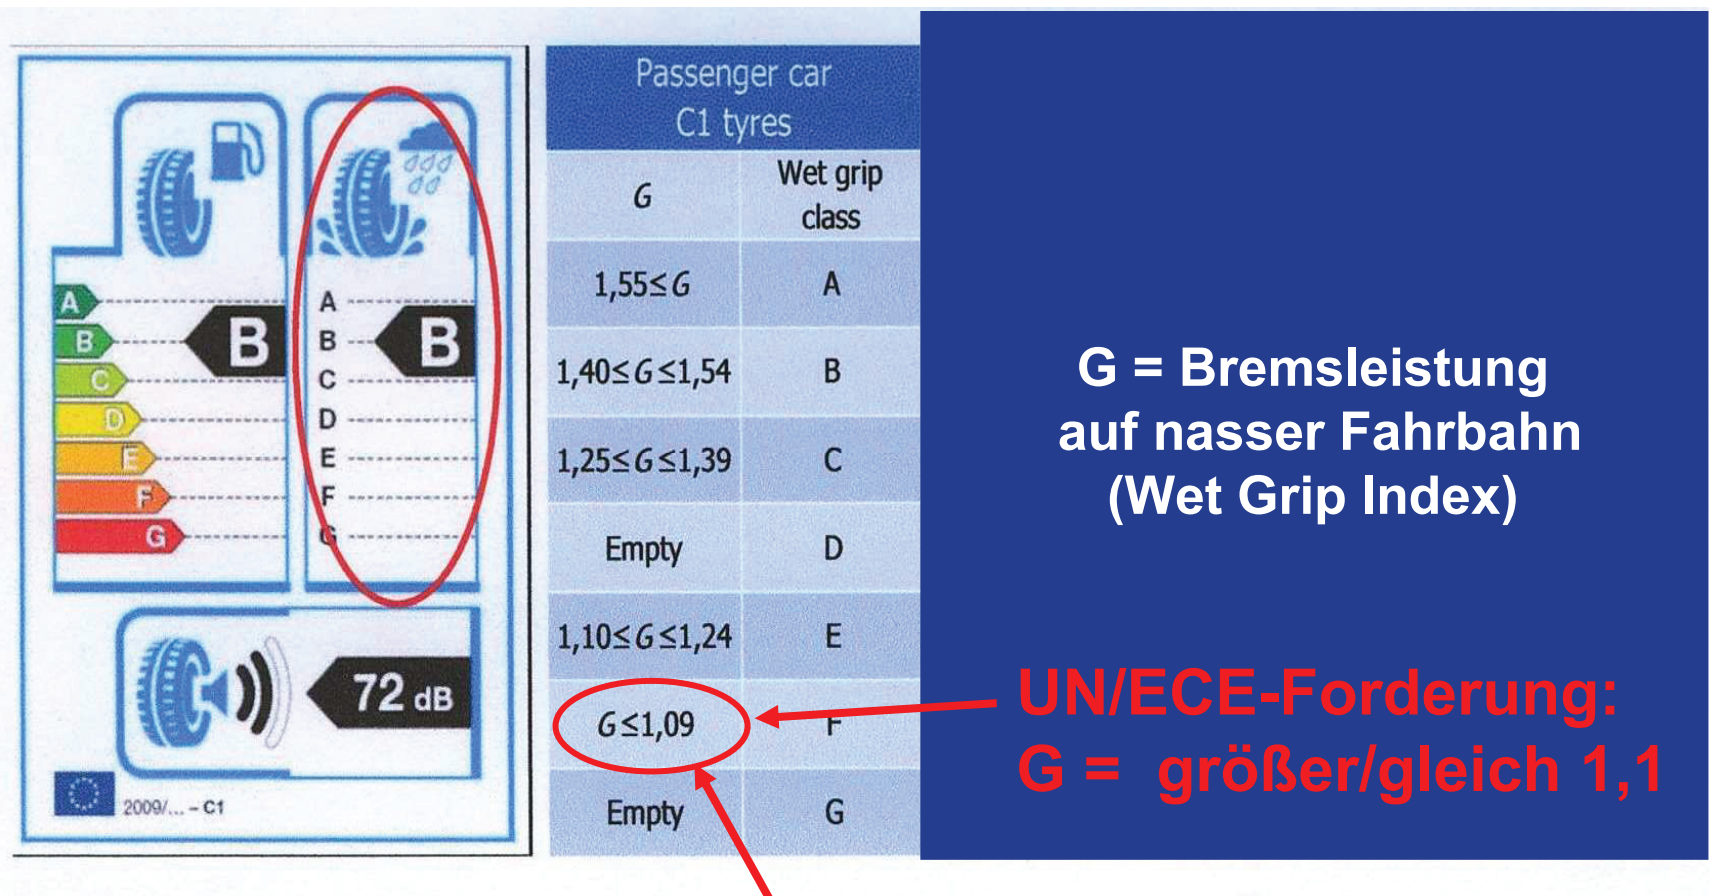 A
B
C
D
E
F
G
B
A
B
C
D
E
F
G
B
72 dB
2009/... – C1
Passenger car
C1 tyres
G
Wet grip
class
1,55≤G
A
1,40≤G≤1,54
B
1,25≤G≤1,39
C
Empty
D
1,10≤G≤1,24
E
G≤1,09
F
Empty
G
G = Bremsleistung
auf nasser Fahrbahn
(Wet Grip Index)
UN/ECE-Forderung:
G = größer/gleich 1,1